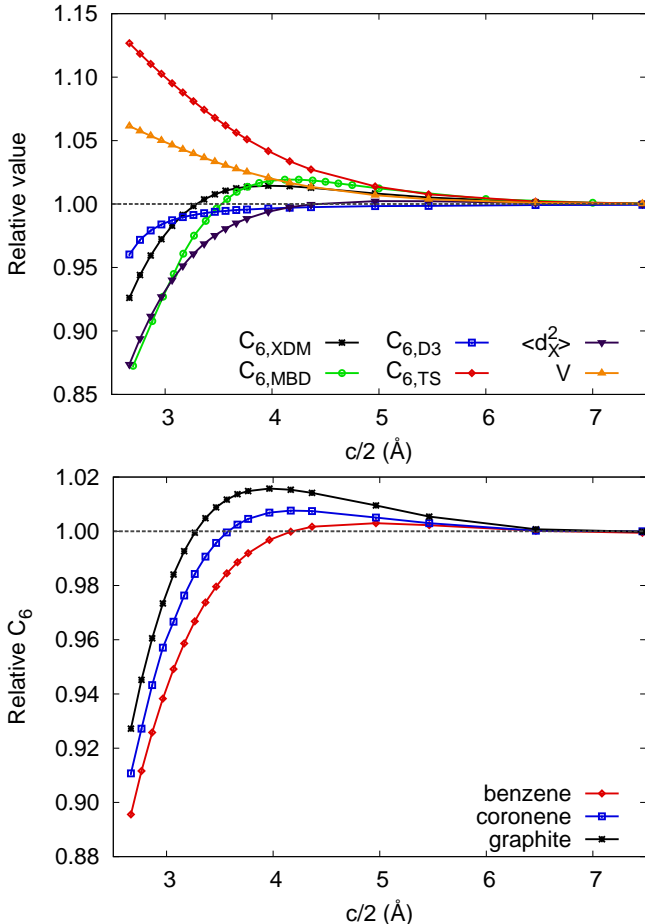 1.15
1.10
1.05
1.00
0.95
0.90
0.85
Relative value
C6,XDM
C6,D3
<dX2>
C6,MBD
C6,TS
V
3 4 5 6 7
c/2 (Å)
1.02
1.00
0.98
0.96
0.94
0.92
0.90
0.88
Relative C6
benzene
coronene
graphite
3 4 5 6 7
c/2 (Å)